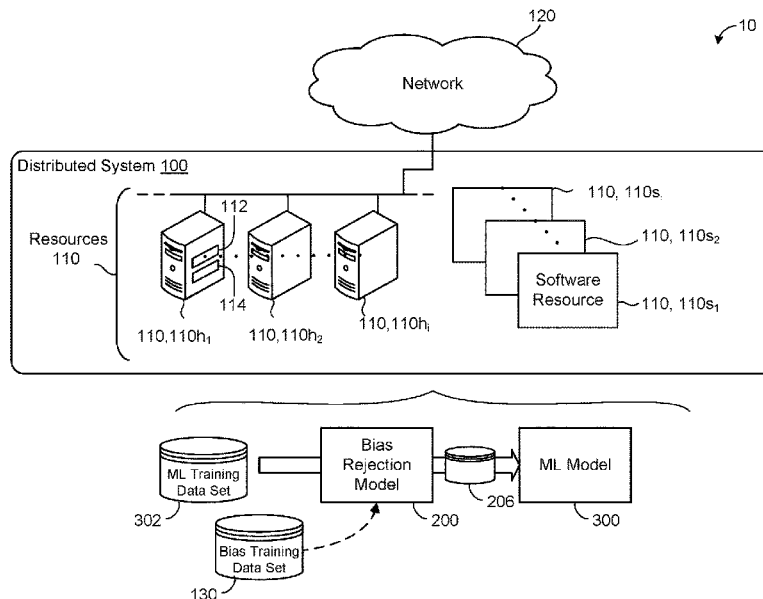 120
10
Network
Distributed System 100
Resources
110
112
114
110,110h₁
110,110h₂
110,110hᵢ
110, 110s
110, 110s₂
Software
Resource
110, 110s₁
ML Training
Data Set
302
Bias
Rejection
Model
200
206
ML Model
300
Bias Training
Data Set
130